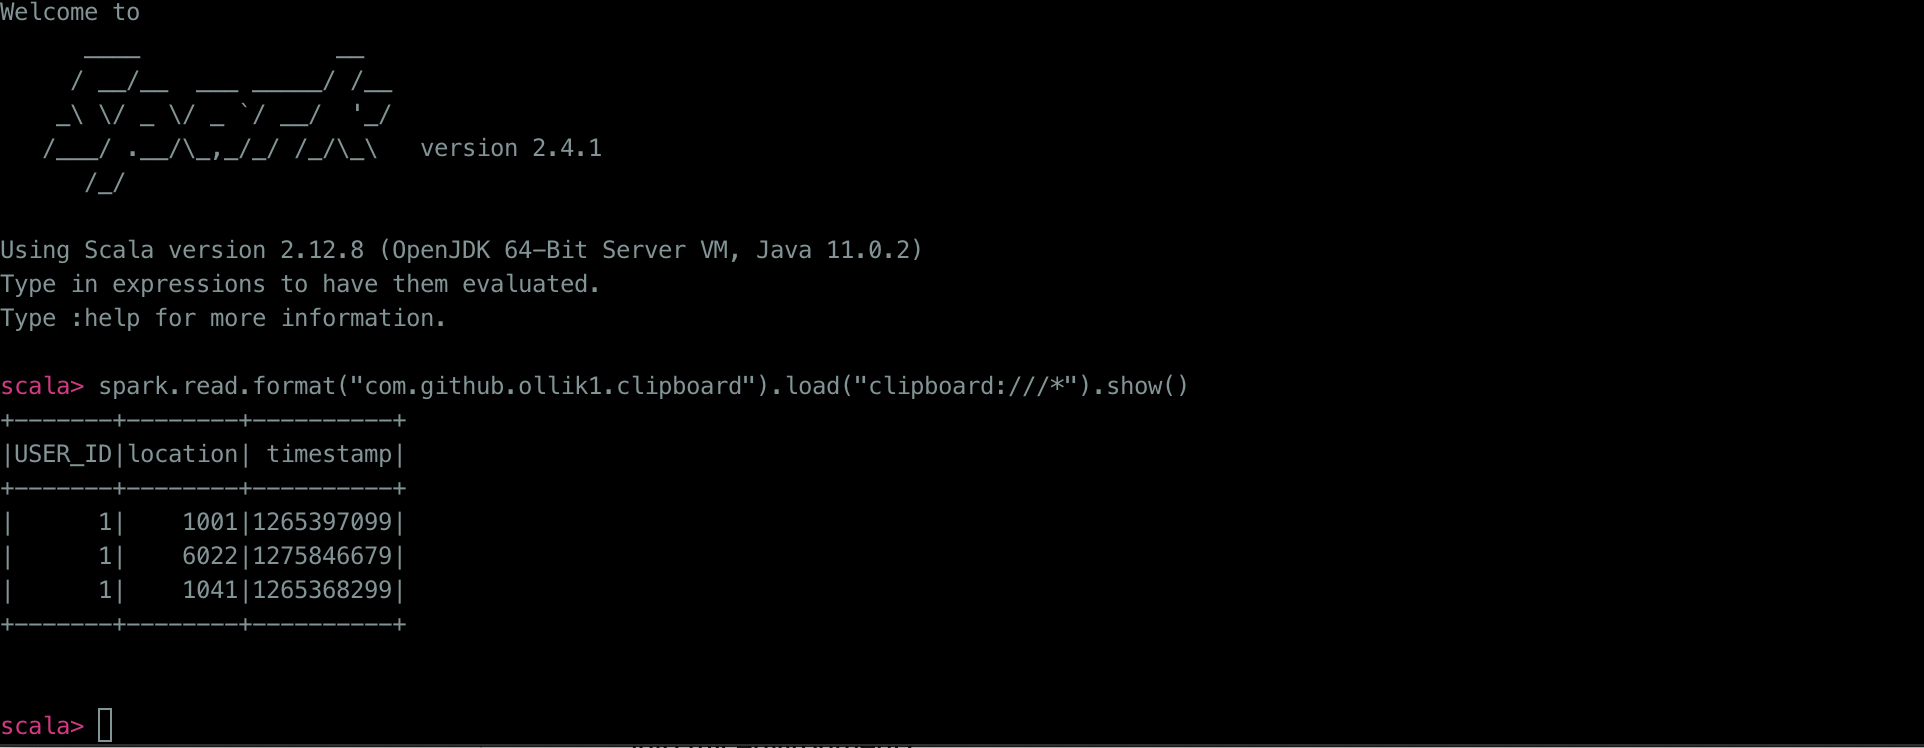 Welcome to
      ____              __
     / __/__  ___ _____/ /__
    _\ \/ _ \/ _ `/ __/  '_/
   /___/ .__/\_,_/_/ /_/\_\   version 2.4.1
      /_/
Using Scala version 2.12.8 (OpenJDK 64-Bit Server VM, Java 11.0.2)
Type in expressions to have them evaluated.
Type :help for more information.
scala> spark.read.format("com.github.ollik1.clipboard").load("clipboard:///*").show()
+-------+--------+----------+
|USER_ID|location| timestamp|
+-------+--------+----------+
|      1|    1001|1265397099|
|      1|    6022|1275846679|
|      1|    1041|1265368299|
+-------+--------+----------+
scala>